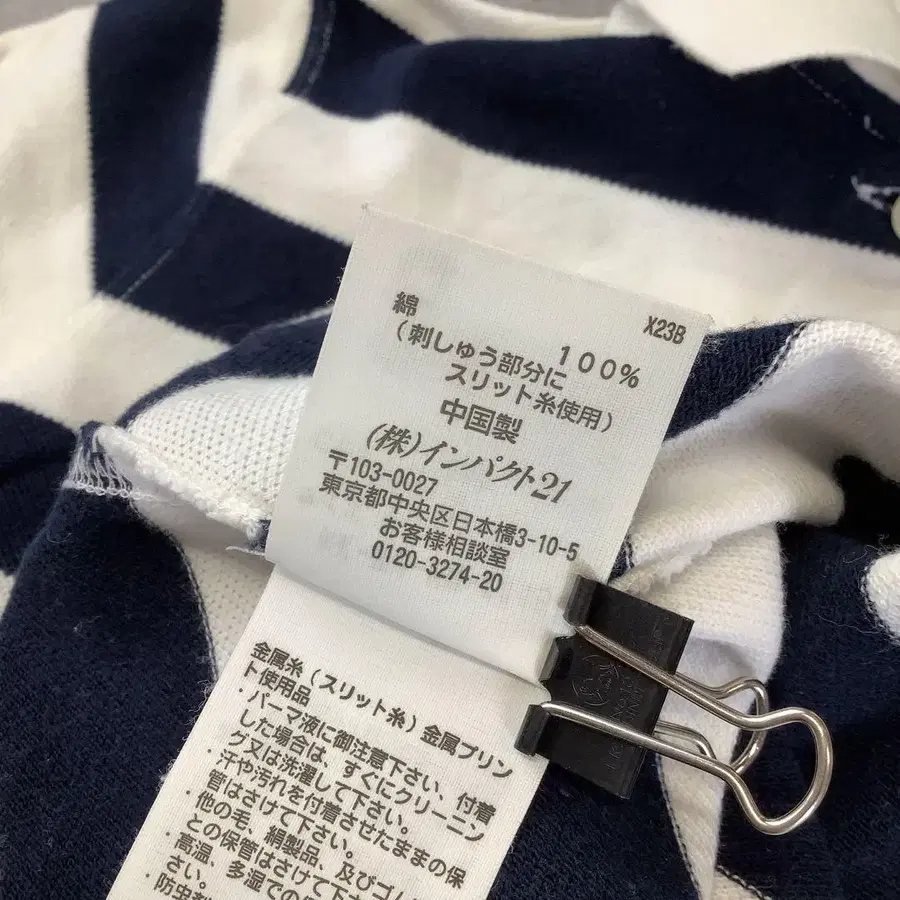 X23B
綿 100%
(刺しゅう部分に
スリット糸使用)
中国製
(株)インパクト21
〒103-0027
東京都中央区日本橋3-10-5
お客様相談室
0120-3274-20
金属糸(スリット糸)金属プリン
ト使用品
・パーマ液に御注意下さい、付着
した場合は、すぐにクリーニン
グ又は洗濯して下さい。
・汗や汚れを付着させたままの保
管はさけて下さい。
・他の毛、絹製品、及びゴム
との保管はさけて下
さい。
・高温、多湿での
・防虫剤